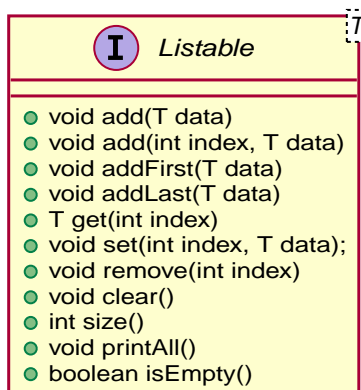 T
I Listable
void add(T data)
void add(int index, T data)
void addFirst(T data)
void addLast(T data)
T get(int index)
void set(int index, T data);
void remove(int index)
void clear()
int size()
void printAll()
boolean isEmpty()